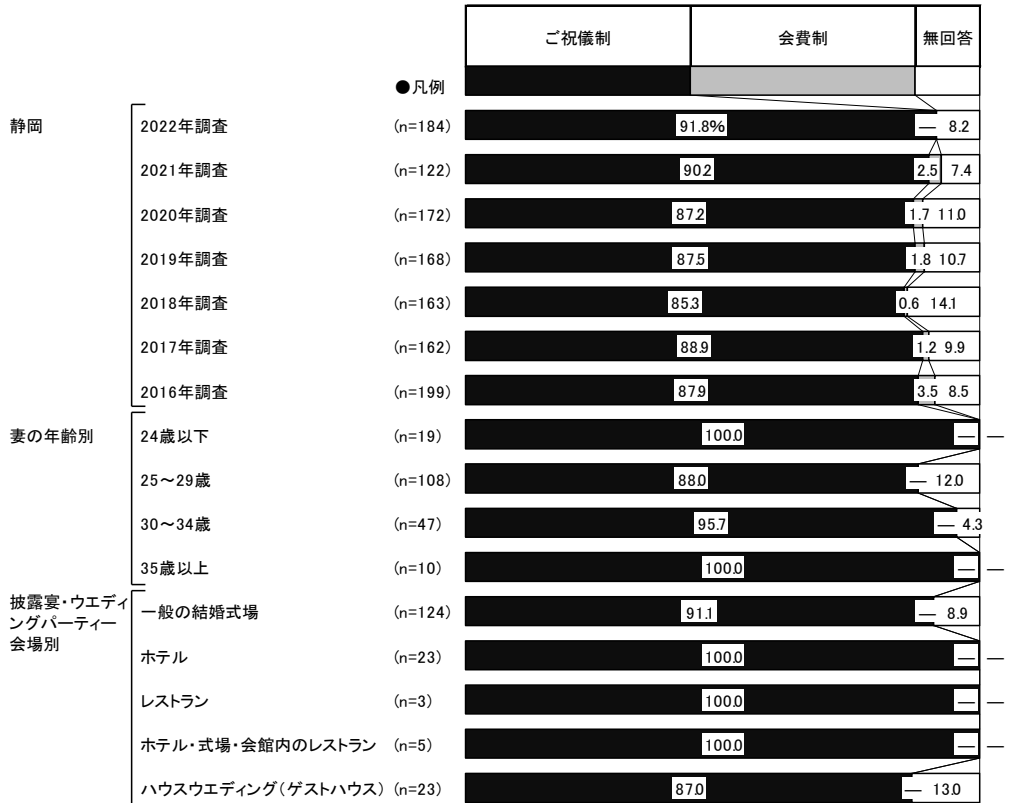 ご祝儀制 会費制 無回答
●凡例
静岡 2022年調査 (n=184) 91.8% — 8.2
2021年調査 (n=122) 90.2 2.5 7.4
2020年調査 (n=172) 87.2 1.7 11.0
2019年調査 (n=168) 87.5 1.8 10.7
2018年調査 (n=163) 85.3 0.6 14.1
2017年調査 (n=162) 88.9 1.2 9.9
2016年調査 (n=199) 87.9 3.5 8.5
妻の年齢別 24歳以下 (n=19) 100.0 — —
25～29歳 (n=108) 88.0 — 12.0
30～34歳 (n=47) 95.7 — 4.3
35歳以上 (n=10) 100.0 — —
披露宴・ウエディ
ングパーティー
会場別
一般の結婚式場 (n=124) 91.1 — 8.9
ホテル (n=23) 100.0 — —
レストラン (n=3) 100.0 — —
ホテル・式場・会館内のレストラン (n=5) 100.0 — —
ハウスウエディング(ゲストハウス) (n=23) 87.0 — 13.0